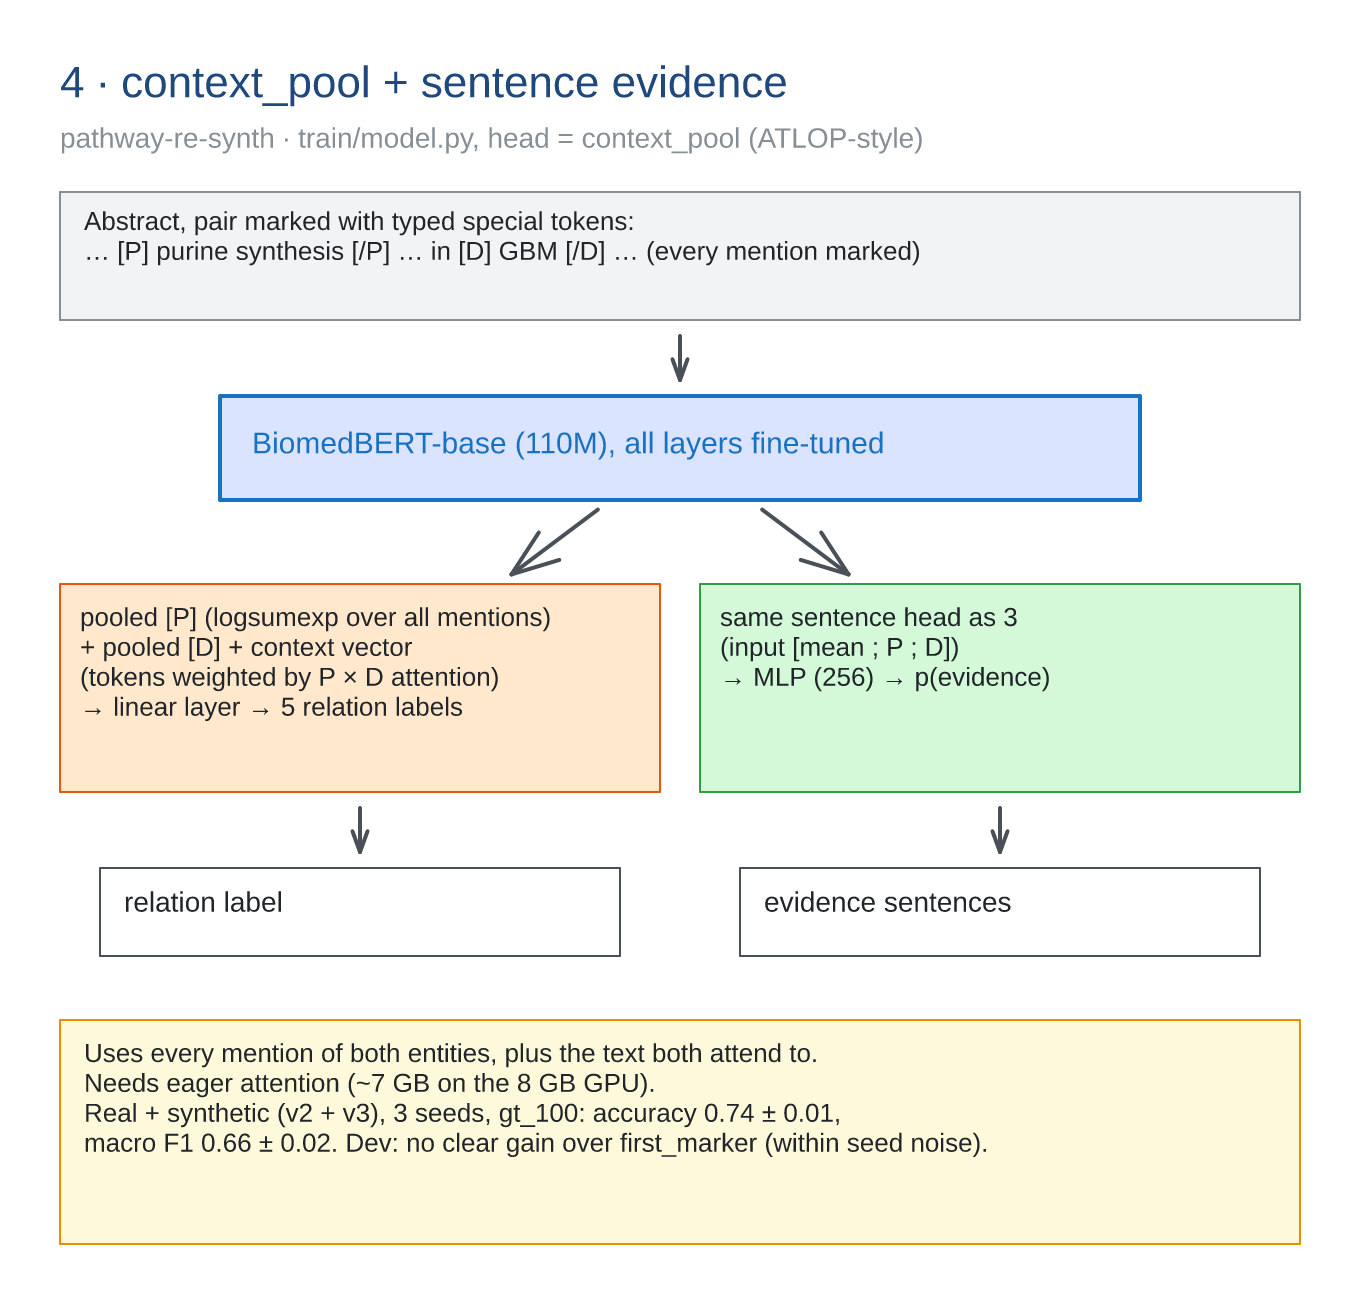 4 · context_pool + sentence evidence
pathway-re-synth · train/model.py, head = context_pool (ATLOP-style)
Abstract, pair marked with typed special tokens:
… [P] purine synthesis [/P] … in [D] GBM [/D] … (every mention marked)
BiomedBERT-base (110M), all layers fine-tuned
pooled [P] (logsumexp over all mentions)
+ pooled [D] + context vector
(tokens weighted by P × D attention)
→ linear layer → 5 relation labels
same sentence head as 3
(input [mean ; P ; D])
→ MLP (256) → p(evidence)
relation label
evidence sentences
Uses every mention of both entities, plus the text both attend to.
Needs eager attention (~7 GB on the 8 GB GPU).
Real + synthetic (v2 + v3), 3 seeds, gt_100: accuracy 0.74 ± 0.01,
macro F1 0.66 ± 0.02. Dev: no clear gain over first_marker (within seed noise).